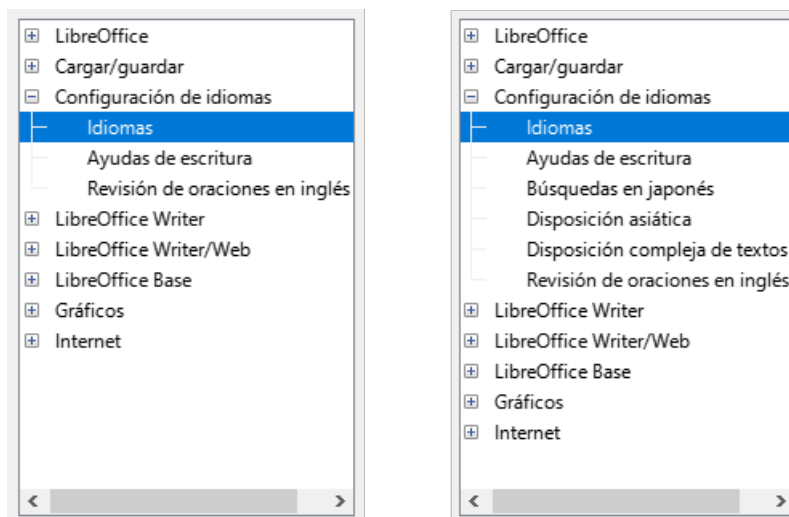 LibreOffice
Cargar/guardar
Configuración de idiomas
Idiomas
Ayudas de escritura
Revisión de oraciones en inglés
LibreOffice Writer
LibreOffice Writer/Web
LibreOffice Base
Gráficos
Internet
LibreOffice
Cargar/guardar
Configuración de idiomas
Idiomas
Ayudas de escritura
Búsquedas en japonés
Disposición asiática
Disposición compleja de textos
Revisión de oraciones en inglés
LibreOffice Writer
LibreOffice Writer/Web
LibreOffice Base
Gráficos
Internet